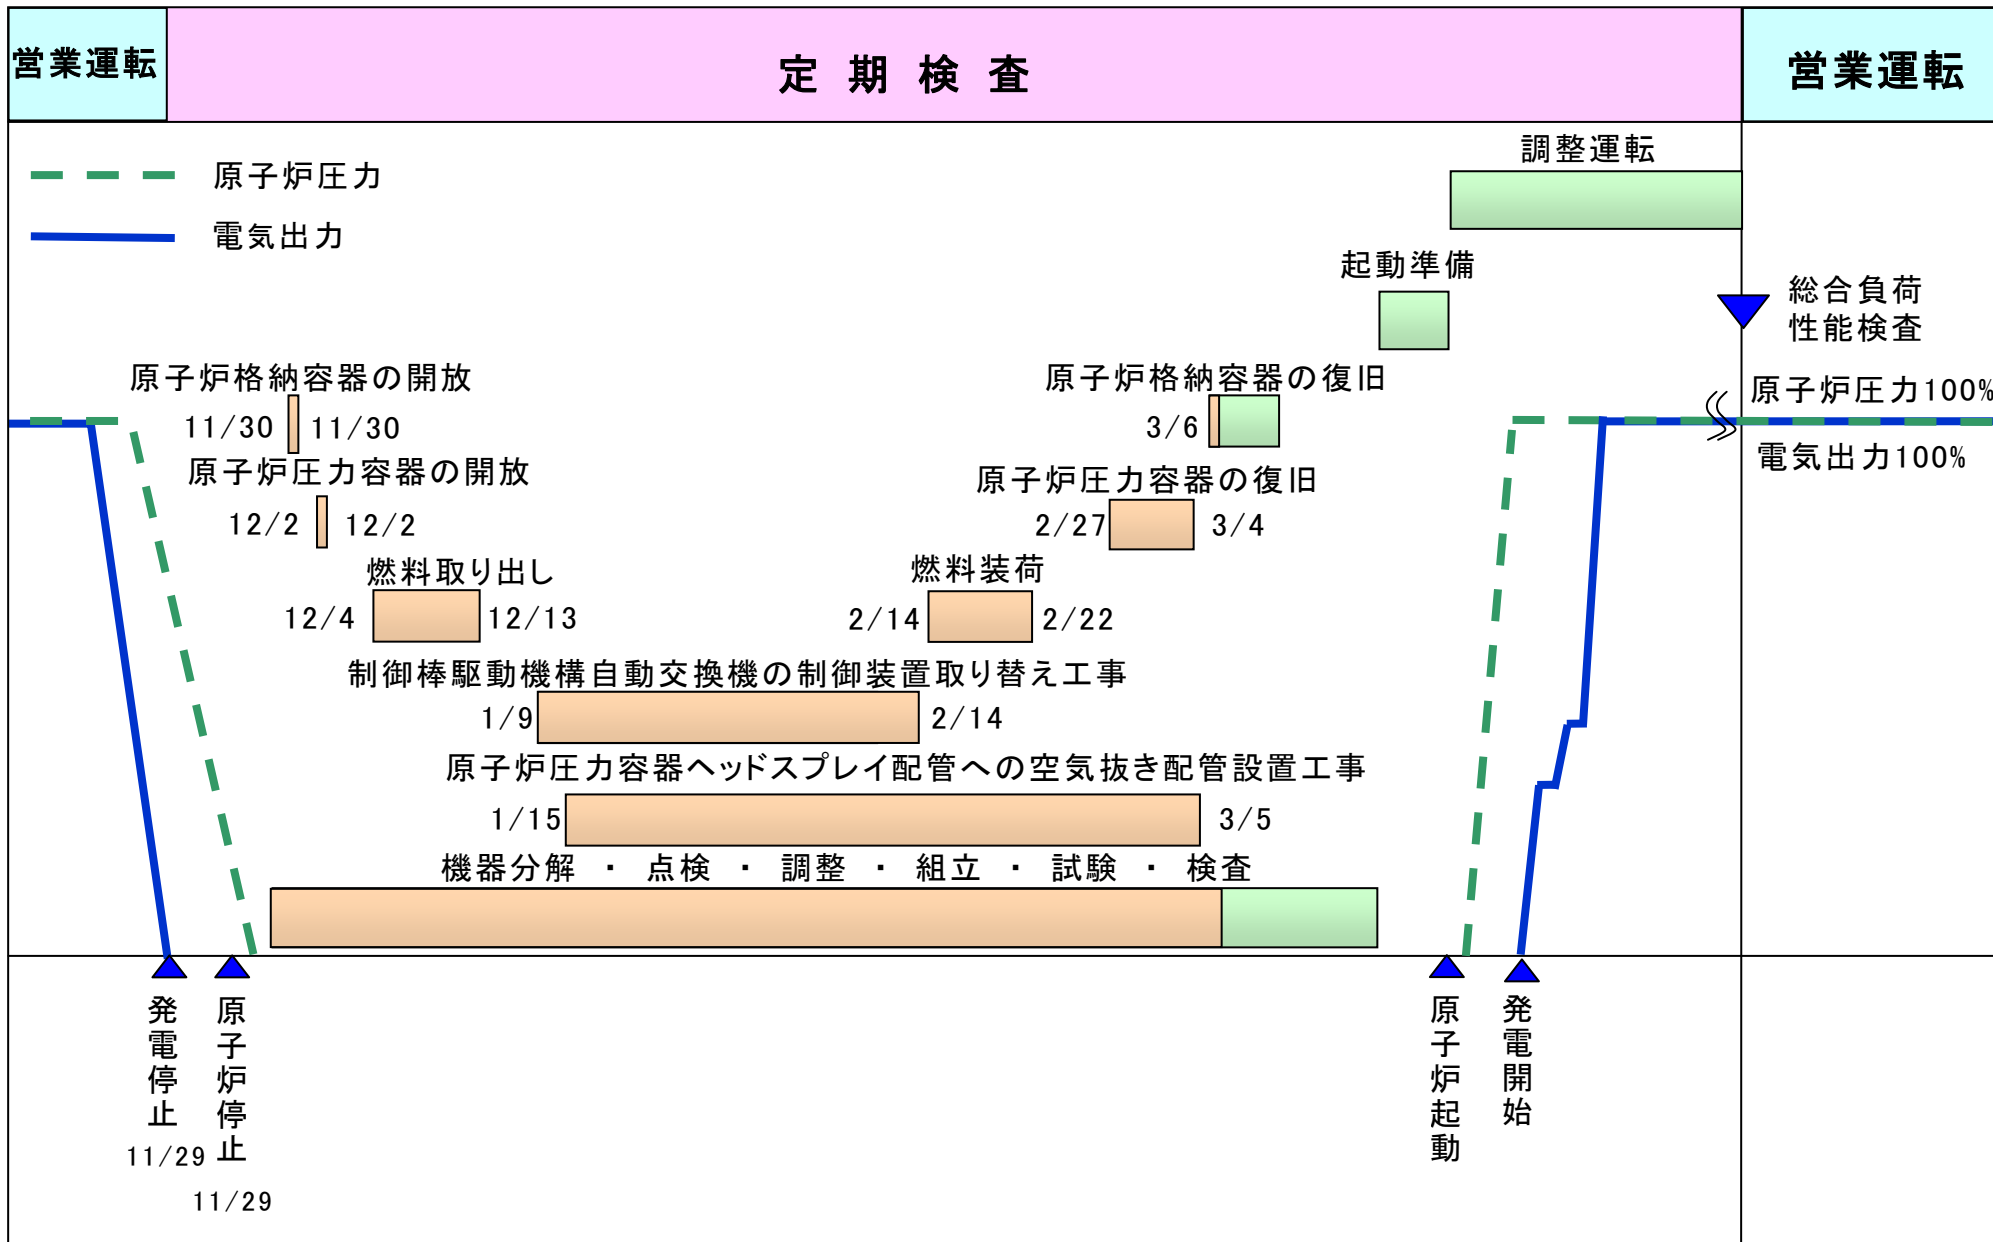 営業運転
定期検査
営業運転
調整運転
原子炉圧力
電気出力
起動準備
総合負荷
性能検査
原子炉格納容器の開放
11/30 11/30
原子炉格納容器の復旧
3/6
原子炉圧力100%
電気出力100%
原子炉圧力容器の開放
12/2 12/2
原子炉圧力容器の復旧
2/27 3/4
燃料取り出し
12/4 12/13
燃料装荷
2/14 2/22
制御棒駆動機構自動交換機の制御装置取り替え工事
1/9 2/14
原子炉圧力容器ヘッドスプレイ配管への空気抜き配管設置工事
1/15 3/5
機器分解 ・ 点検 ・ 調整 ・ 組立 ・ 試験 ・ 検査
発電停止
11/29
原子炉停止
11/29
原子炉起動
発電開始